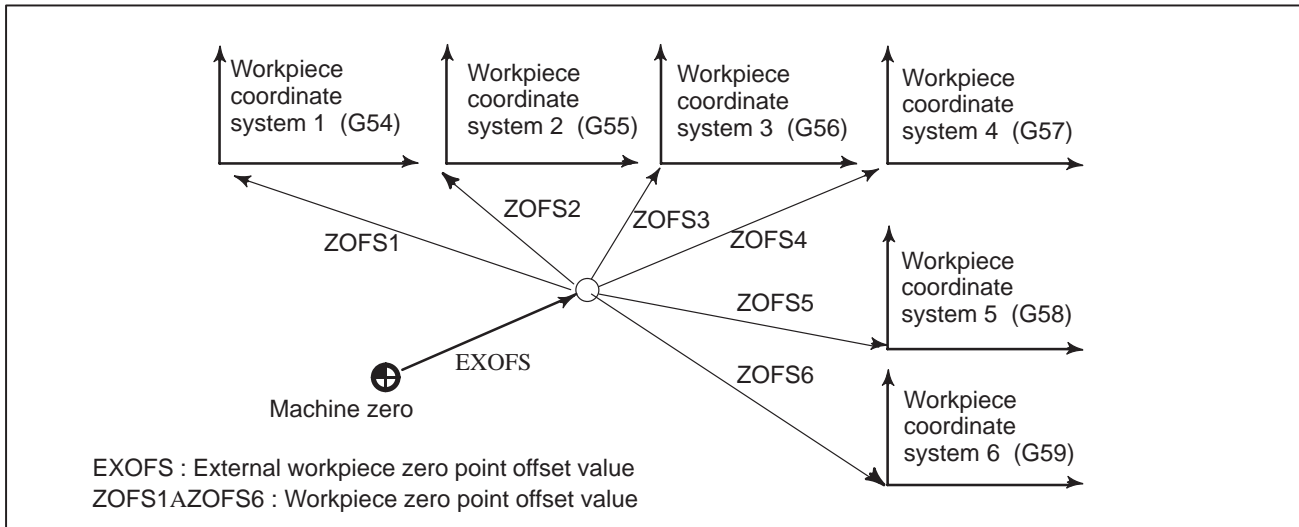 Workpiece
coordinate
system 1 (G54)
Workpiece
coordinate
system 2 (G55)
Workpiece
coordinate
system 3 (G56)
Workpiece
coordinate
system 4 (G57)
ZOFS1
ZOFS2
ZOFS3
ZOFS4
ZOFS5
Workpiece
coordinate
system 5 (G58)
EXOFS
ZOFS6
Machine zero
Workpiece
coordinate
system 6 (G59)
EXOFS : External workpiece zero point offset value
ZOFS1AZOFS6 : Workpiece zero point offset value